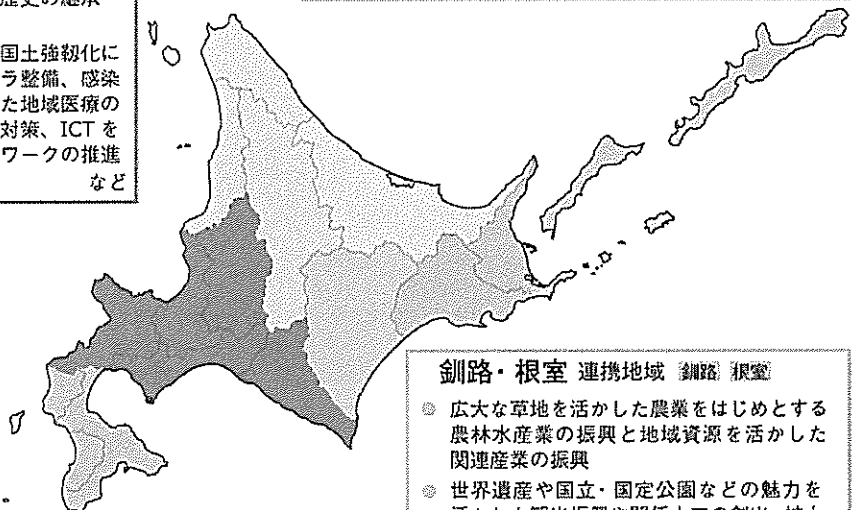 国土強靱化に
ラ整備、感染
た地域医療の
対策、ICT を
ワークの推進
など
釧路・根室 連携地域 釧路 根室
広大な草地を活かした農業をはじめとする
農林水産業の振興と地域資源を活かした
関連産業の振興
世界遺産や国立・国定公園などの魅力を